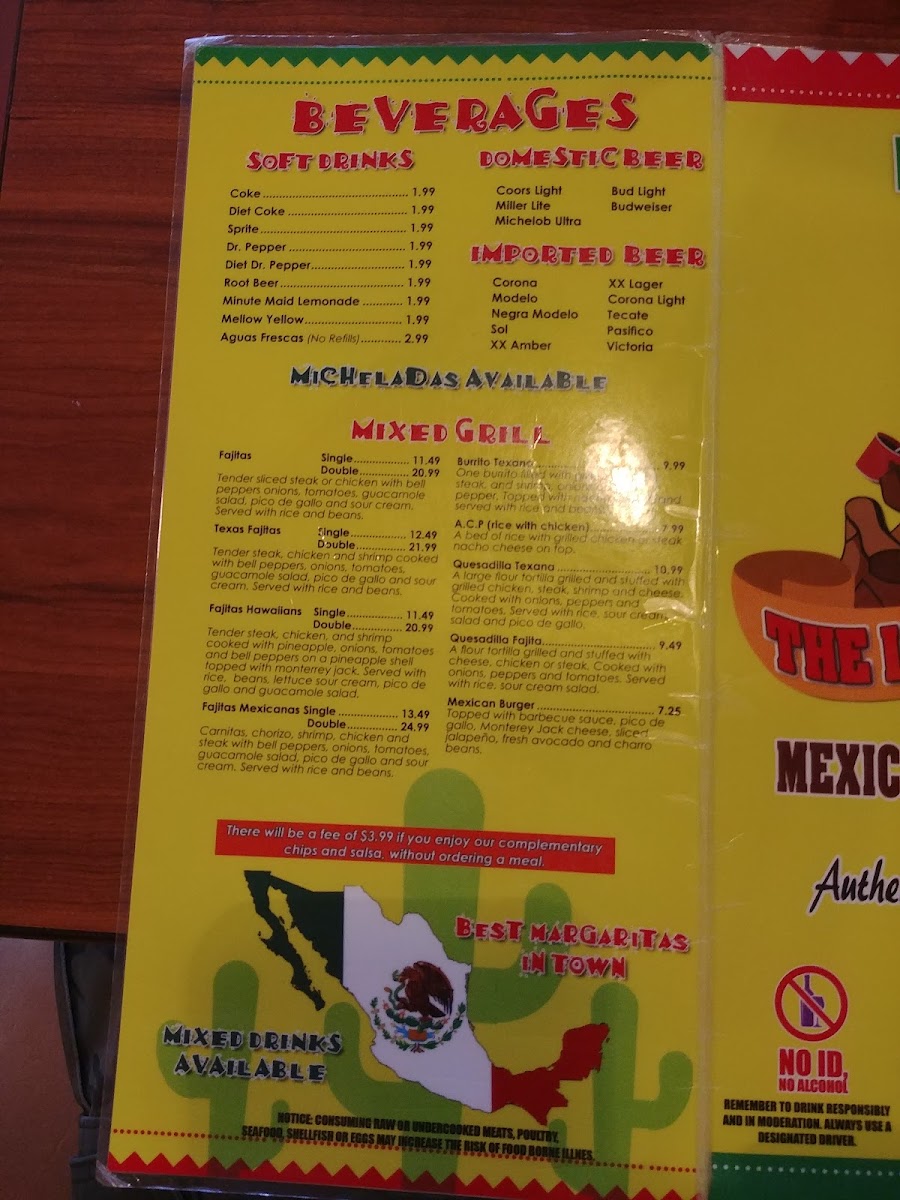 BEVERAGES
SOFT DRINKS
Coke 1.99
Diet Coke 1.99
Sprite 1.99
Dr. Pepper 1.99
Diet Dr. Pepper 1.99
Root Beer 1.99
Minute Maid Lemonade 1.99
Mellow Yellow 1.99
Aguas Frescas (No Refills) 2.99
DOMESTIC BEER
Coors Light Bud Light
Miller Lite Budweiser
Michelob Ultra
IMPORTED BEER
Corona XX Lager
Modelo Corona Light
Negra Modelo Tecate
Sol Pasifico
XX Amber Victoria
MICHELADAS AVAILABLE
MIXED GRILL
Fajitas Single 11.49
Double 20.99
Tender sliced steak or chicken with bell
peppers onions, tomatoes, guacamole
salad, pico de gallo and sour cream.
Served with rice and beans.
Texas Fajitas Single 12.49
Double 21.99
Tender steak, chicken and shrimp cooked
with bell peppers, onions, tomatoes,
guacamole salad, pico de gallo and sour
cream. Served with rice and beans.
Fajitas Hawaiians Single 11.49
Double 20.99
Tender steak, chicken, and shrimp
cooked with pineapple, onions, tomatoes
and bell peppers on a pineapple shell
topped with monterrey jack. Served with
rice, beans, lettuce sour cream, pico de
gallo and guacamole salad.
Fajitas Mexicanas Single 13.49
Double 24.99
Carnitas, chorizo, shrimp, chicken and
steak with bell peppers, onions, tomatoes,
guacamole salad, pico de gallo and sour
cream. Served with rice and beans.
Burrito Texano 9.99
One burrito filled with
steak, and shrimp,
pepper. Topped with
served with rice and beans
A.C.P (rice with chicken) 7.99
A bed of rice with grilled chicken or steak
nacho cheese on top.
Quesadilla Texana 10.99
A large flour tortilla grilled and stuffed with
grilled chicken, steak, shrimp and cheese.
Cooked with onions, peppers and
tomatoes. Served with rice, sour cream
salad and pico de gallo.
Quesadilla Fajita 9.49
A flour tortilla grilled and stuffed with
cheese, chicken or steak. Cooked with
onions, peppers and tomatoes. Served
with rice, sour cream salad.
Mexican Burger 7.25
Topped with barbecue sauce, pico de
gallo, Monterey Jack cheese, sliced
jalapeño, fresh avocado and charro
beans.
There will be a fee of $3.99 if you enjoy our complementary
chips and salsa, without ordering a meal.
BEST MARGARITAS
IN TOWN
MIXED DRINKS
AVAILABLE
NOTICE: CONSUMING RAW OR UNDERCOOKED MEATS, POULTRY,
SEAFOOD, SHELLFISH OR EGGS MAY INCREASE THE RISK OF FOOD BORNE ILLNES.
THE
MEXIC
Authe
NO ID,
NO ALCOHOL
REMEMBER TO DRINK RESPONSIBLY
AND IN MODERATION. ALWAYS USE A
DESIGNATED DRIVER.